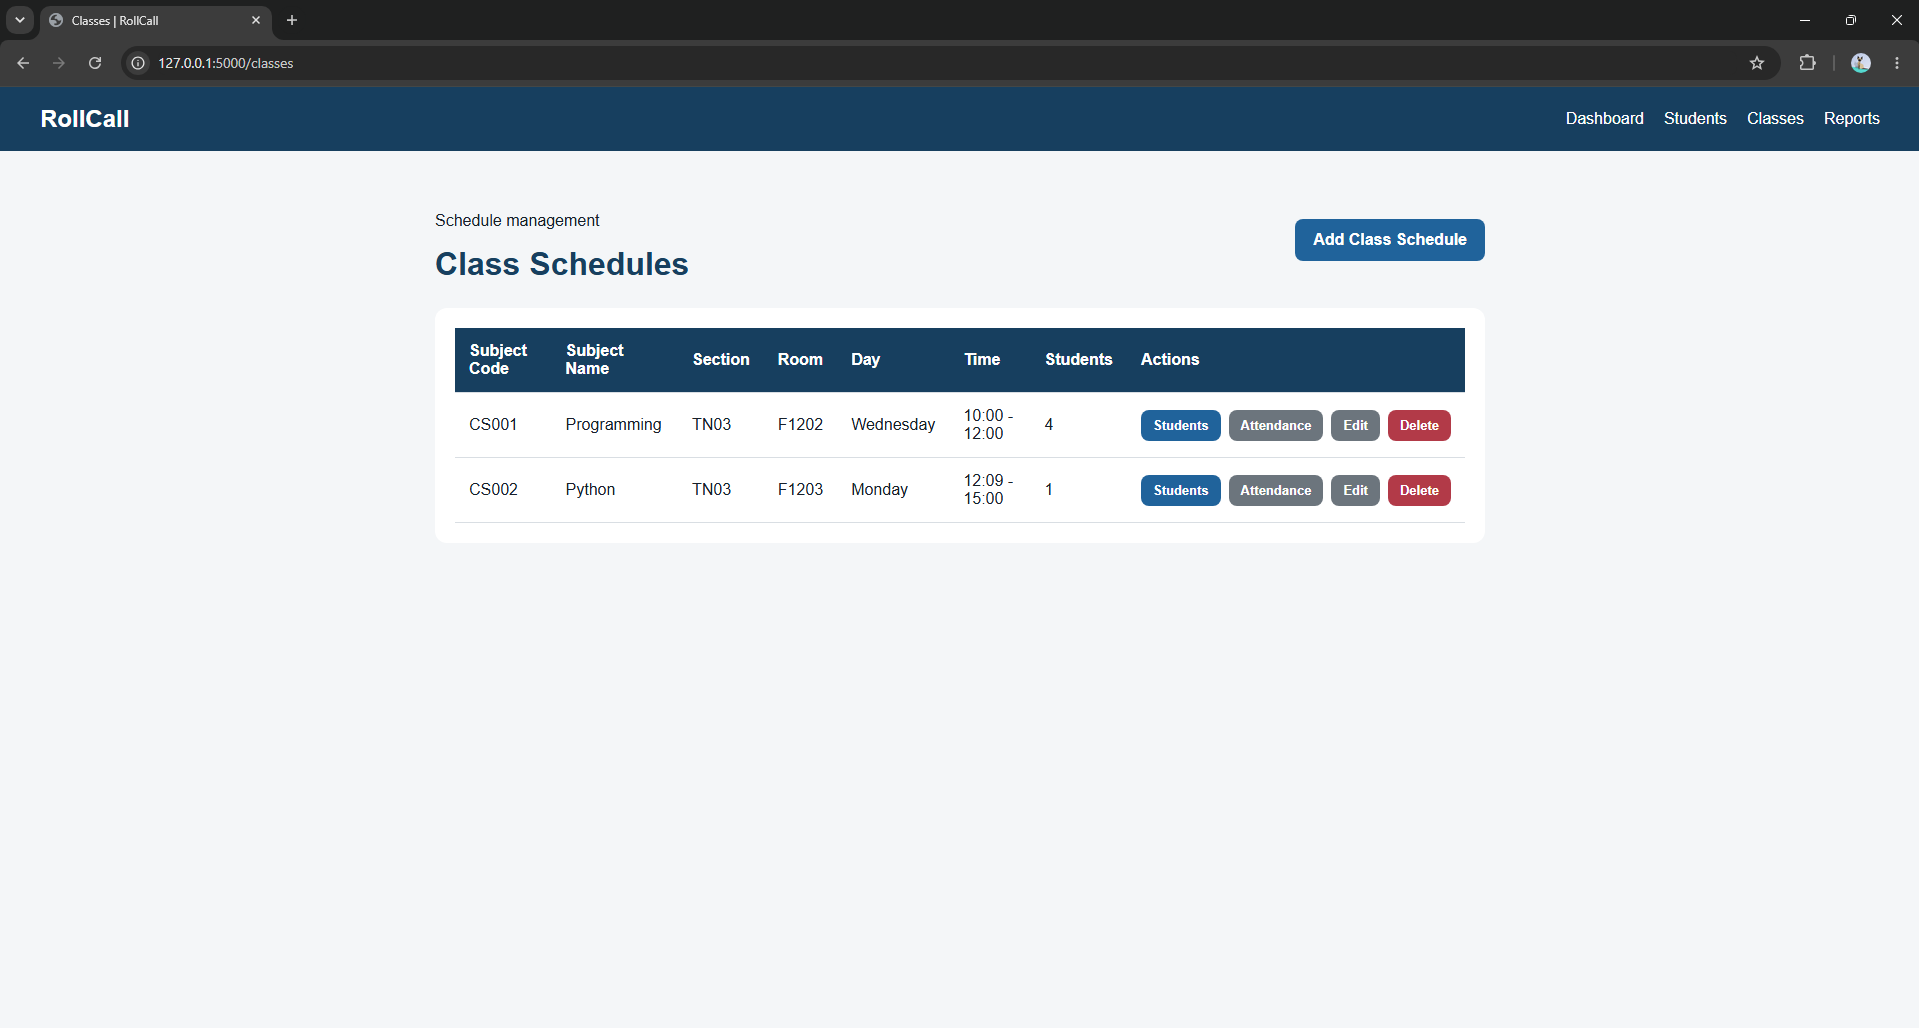 Classes | RollCall
127.0.0.1:5000/classes
RollCall
Dashboard Students Classes Reports
Schedule management
Class Schedules
Add Class Schedule
Subject Code Subject Name Section Room Day Time Students Actions
CS001 Programming TN03 F1202 Wednesday 10:00 - 12:00 4 Students Attendance Edit Delete
CS002 Python TN03 F1203 Monday 12:09 - 15:00 1 Students Attendance Edit Delete